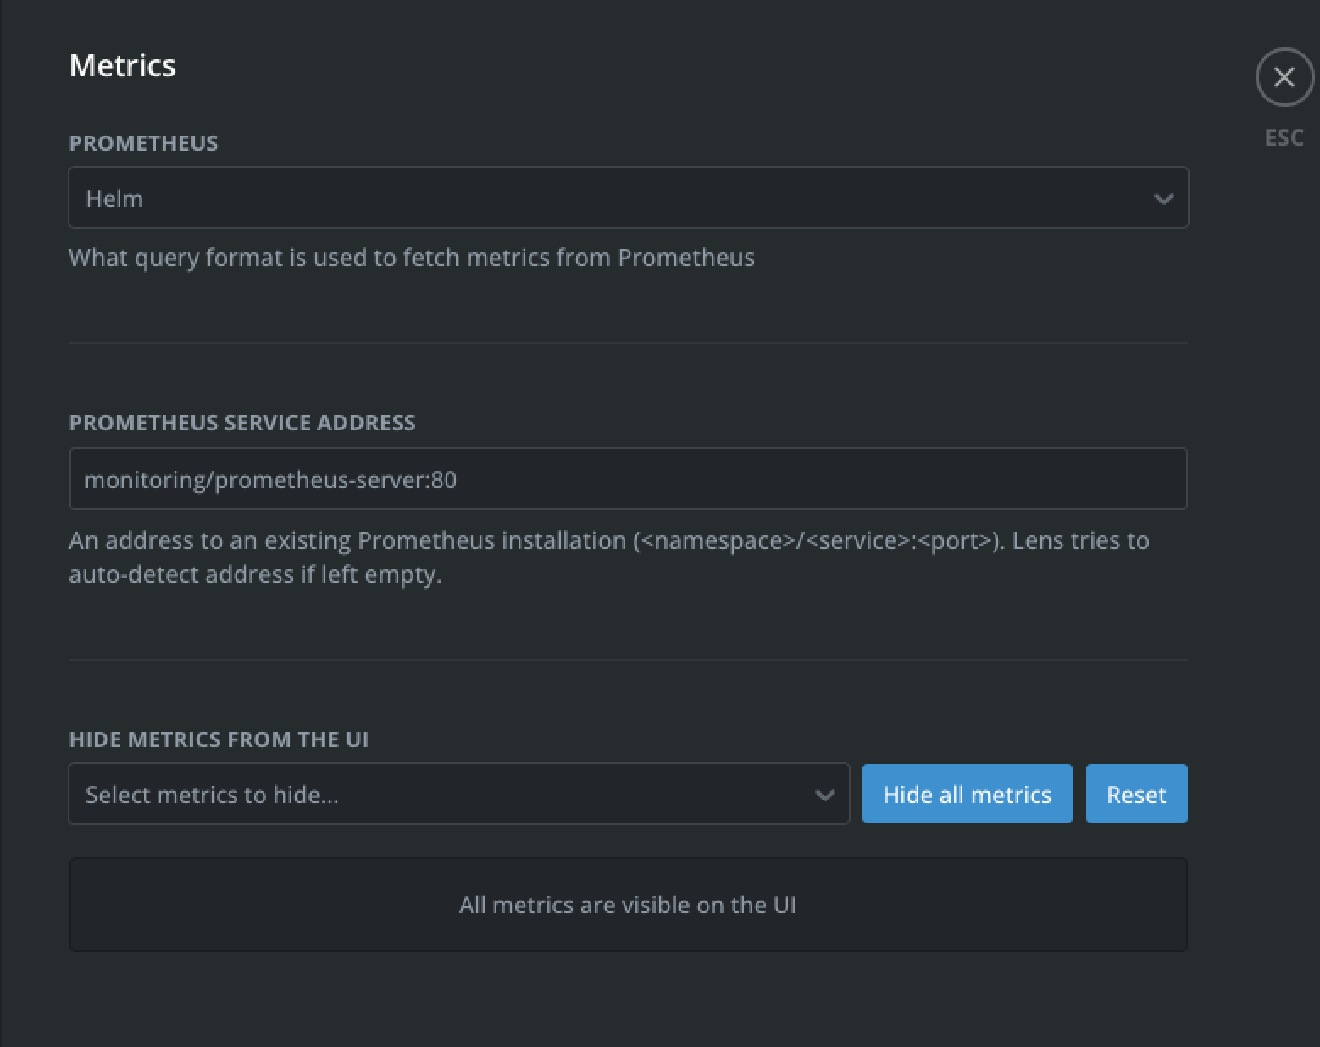 Metrics
ESC
PROMETHEUS
Helm
What query format is used to fetch metrics from Prometheus
PROMETHEUS SERVICE ADDRESS
monitoring/prometheus-server:80
An address to an existing Prometheus installation (<namespace>/<service>:<port>). Lens tries to
auto-detect address if left empty.
HIDE METRICS FROM THE UI
Select metrics to hide...
Hide all metrics
Reset
All metrics are visible on the UI